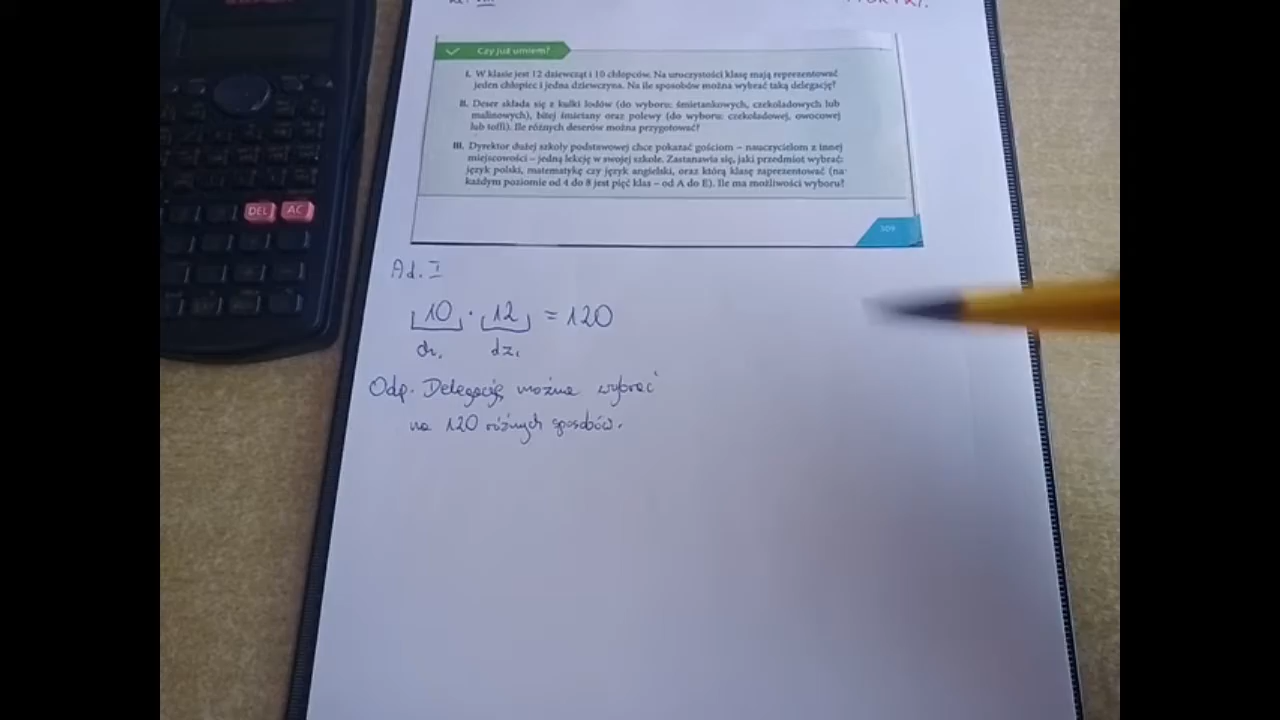 Czy już umiem?
I. W klasie jest 12 dziewcząt i 10 chłopców. Na uroczystości klasę mają reprezentować
jeden chłopiec i jedna dziewczyna. Na ile sposobów można wybrać taką delegację?
II. Deser składa się z kulki lodów (do wyboru: śmietankowych, czekoladowych lub
malinowych), bitej śmietany oraz polewy (do wyboru: czekoladowej, owocowej
lub toffi). Ile różnych deserów można przygotować?
III. Dyrektor dużej szkoły podstawowej chce pokazać gościom – nauczycielom z innej
miejscowości – jedną lekcję w swojej szkole. Zastanawia się, jaki przedmiot wybrać:
język polski, matematykę czy język angielski, oraz którą klasę zaprezentować (na
każdym poziomie od 4 do 8 jest pięć klas – od A do E). Ile ma możliwości wyboru?
309
DEL AC
Ad. I
10 · 12 = 120
ch. dz.
Odp. Delegację można wybrać
na 120 różnych sposobów.